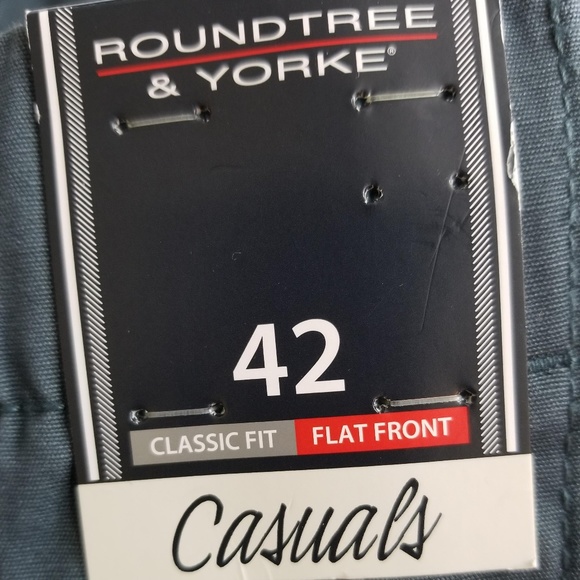 ROUNDTREE
& YORKE®
42
CLASSIC FIT FLAT FRONT
Casuals